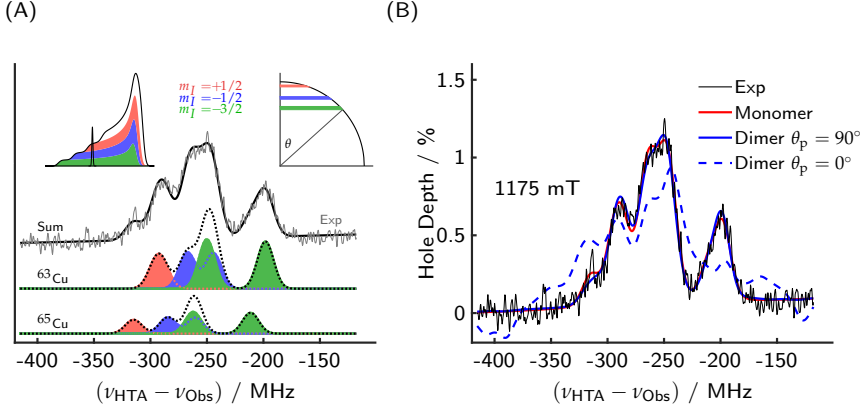 (A)
(B)
m_I =+1/2
m_I =−1/2
m_I =−3/2
θ
Sum
Exp
⁶³Cu
⁶⁵Cu
-400 -350 -300 -250 -200
(ν_HTA − ν_Obs) / MHz
1.5
1
0.5
0
Hole Depth / %
Exp
Monomer
Dimer θ_p = 90°
Dimer θ_p = 0°
1175 mT
-400 -350 -300 -250 -200 -150
(ν_HTA − ν_Obs) / MHz